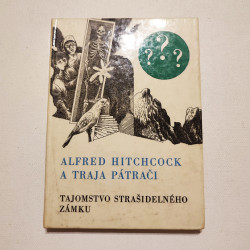 ? ? ?
ALFRED HITCHCOCK
A TRAJA PÁTRAČI
TAJOMSTVO STRAŠIDELNÉHO
ZÁMKU